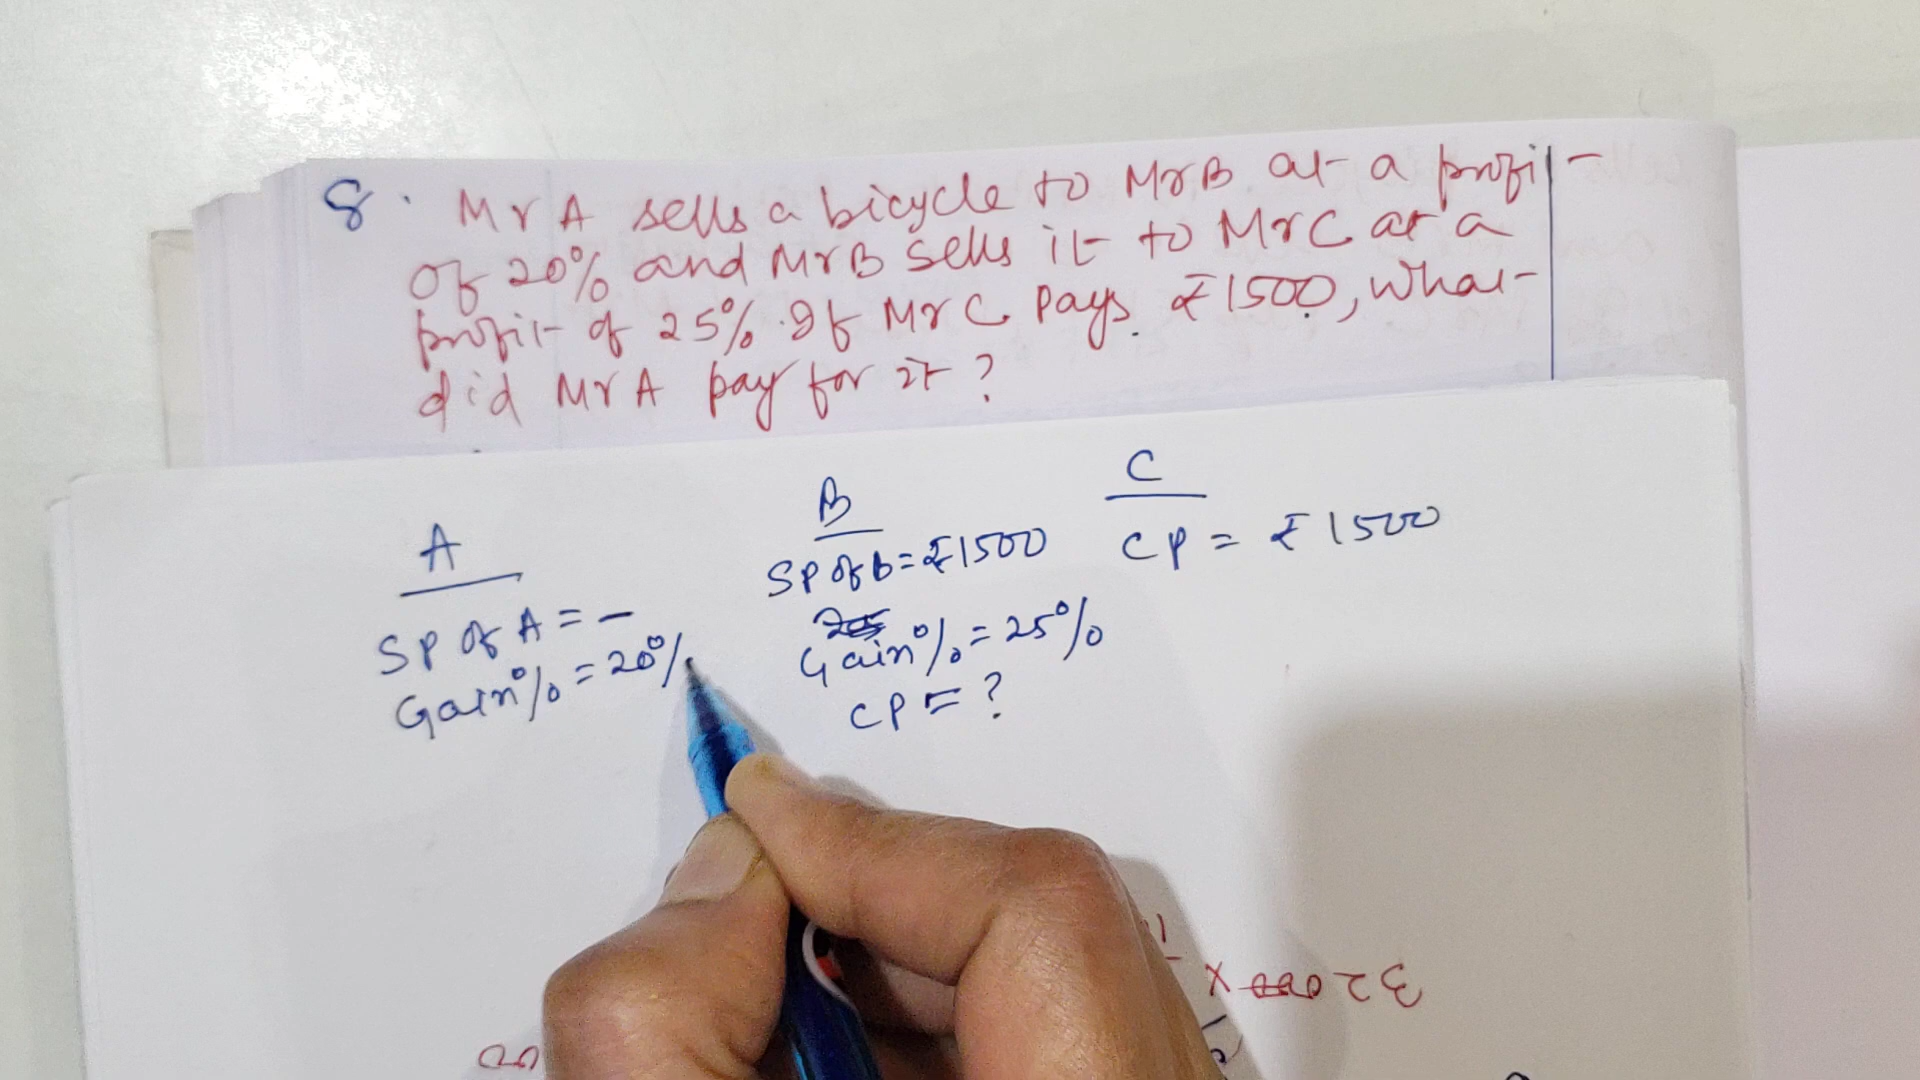 8. Mr A sells a bicycle to Mr B at a profit
of 20% and Mr B sells it to Mr C at a
profit of 25%. If Mr C pays ₹1500, what
did Mr A pay for it?
A
SP of A = -
Gain% = 20%
B
SP of B = ₹1500
Gain% = 25%
CP = ?
C
CP = ₹1500